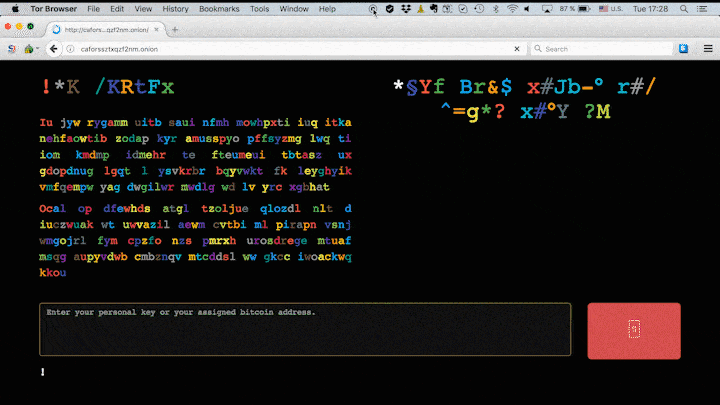 Tor Browser File Edit View History Bookmarks Tools Window Help 87 % U.S. Tue 17:28
http://cafors...qzf2nm.onion/
caforssztxqzf2nm.onion Search
!*K /KRtFx
*§Yf Br&$ x#Jb-° r#/
^=g*? x#°Y ?M
Iu jyw rygamm uitb saui nfmh mowhpxti iuq itka
nehfaowtib zodap kyr amusspyo pffsyzmg lwq ti
iom kmdmp idmehr te fteumeui tbtasz ux
gdopdnug lgqt l ysvkrbr bqyvwkt fk leyghyik
vmfqempw yag dwgilwr mwdlg wd lv yrc xgbhat
Ocal op dfewhds atgl tzoljue qlozdl nlt d
iuczwuak wt uwvazil aewm cvtbi ml pirapn vsnj
wmgojrl fym cpzfo nzs pmrxh urosdrege mtuaf
msqg aupyvdwb cmbznqv mtcddsl ww gkcc iwoackwq
kkou
Enter your personal key or your assigned bitcoin address.
!